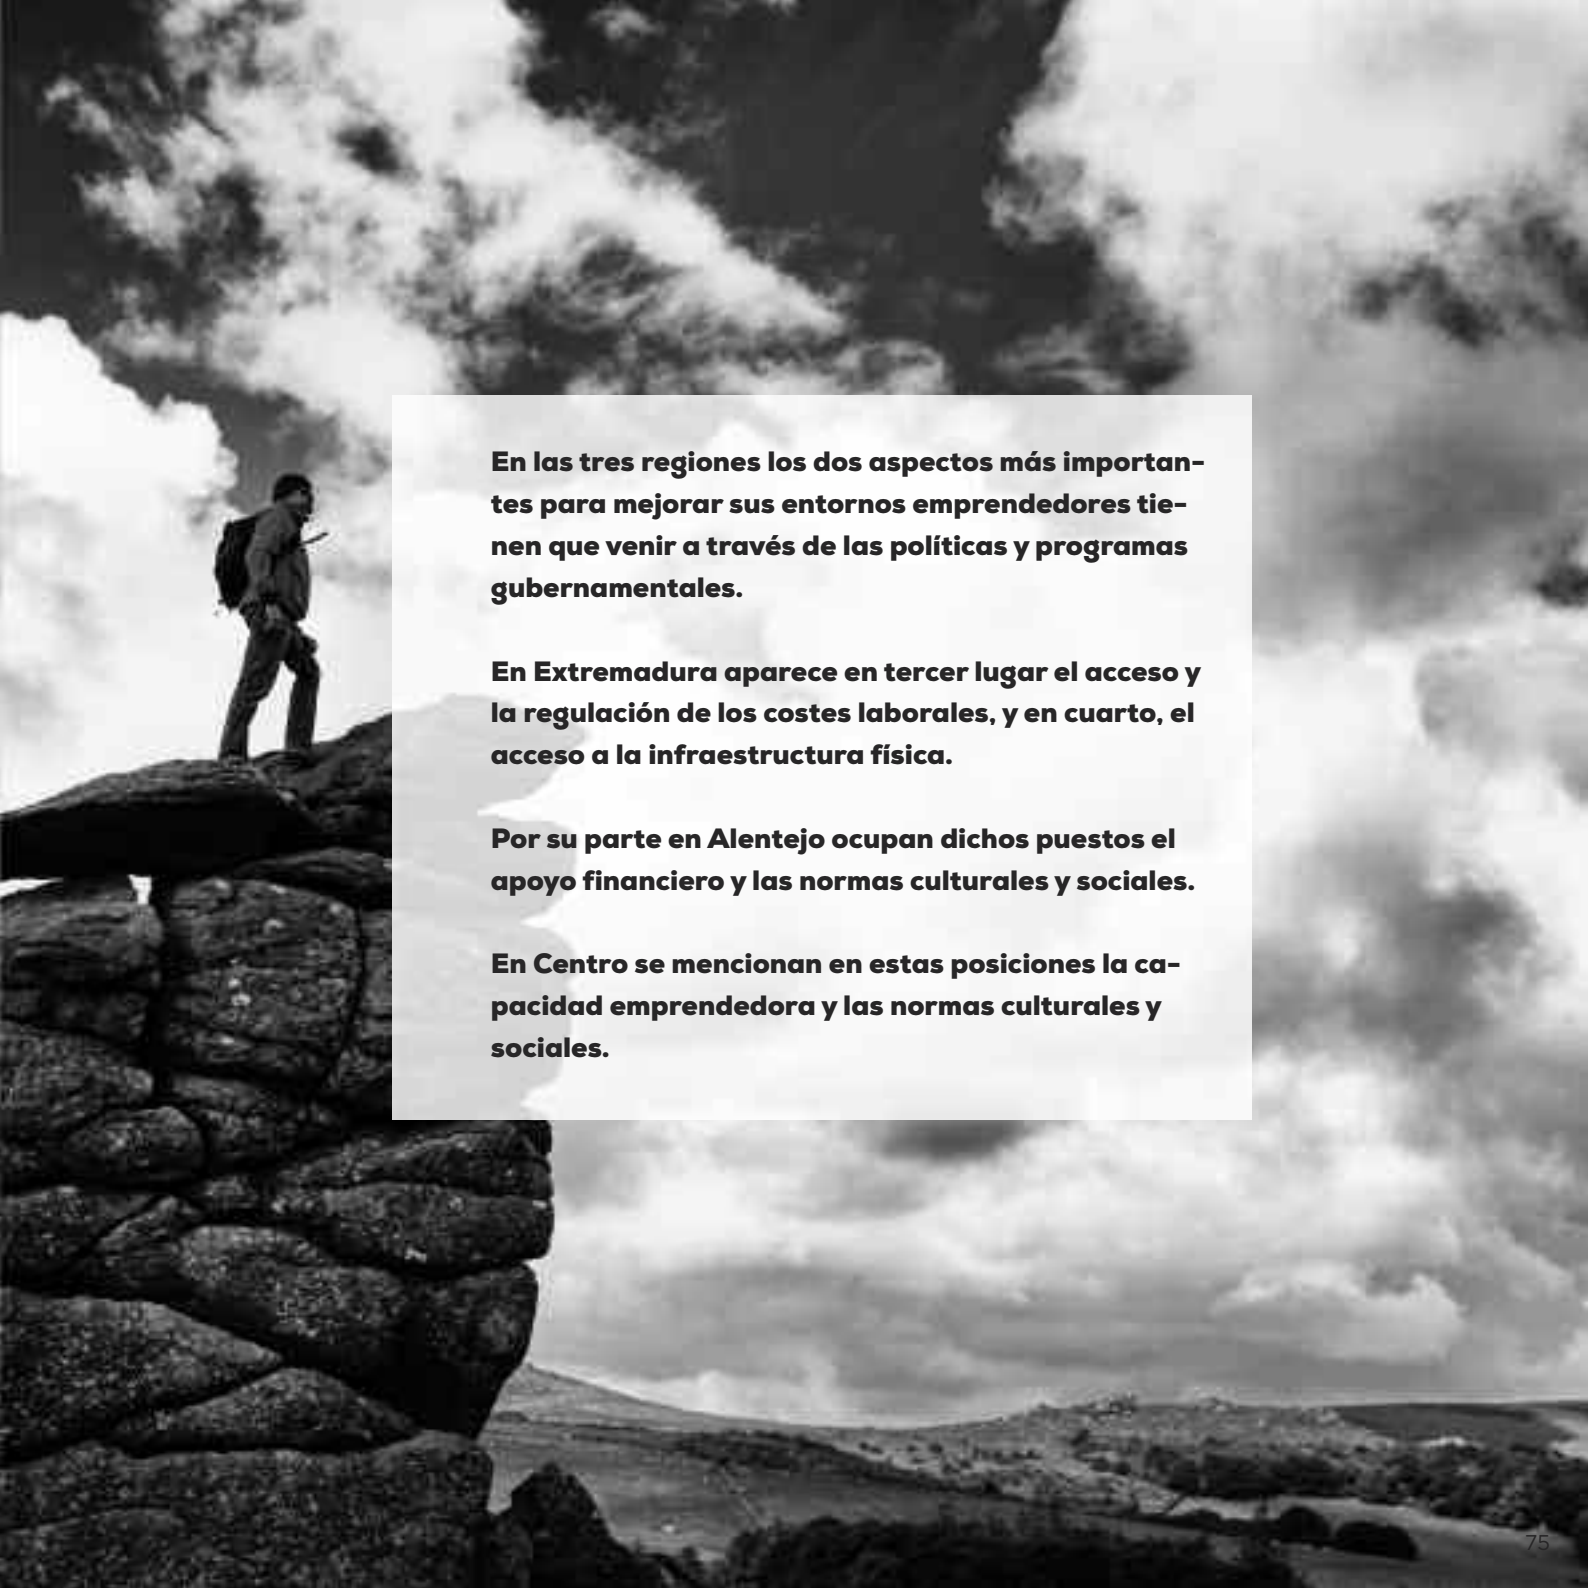 En las tres regiones los dos aspectos más importan-
tes para mejorar sus entornos emprendedores tie-
nen que venir a través de las políticas y programas
gubernamentales.
En Extremadura aparece en tercer lugar el acceso y
la regulación de los costes laborales, y en cuarto, el
acceso a la infraestructura física.
Por su parte en Alentejo ocupan dichos puestos el
apoyo financiero y las normas culturales y sociales.
En Centro se mencionan en estas posiciones la ca-
pacidad emprendedora y las normas culturales y
sociales.
75